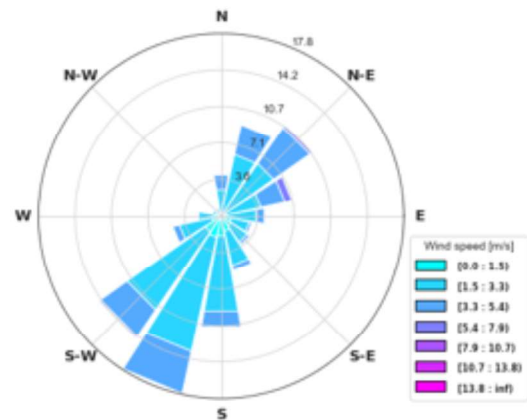 N
17.8
N-W
N-E
14.2
10.7
7.1
3.6
W
E
Wind speed [m/s]
[0.0 : 1.5)
[1.5 : 3.3)
[3.3 : 5.4)
[5.4 : 7.9)
[7.9 : 10.7)
[10.7 : 13.8)
[13.8 : inf)
S-W
S-E
S